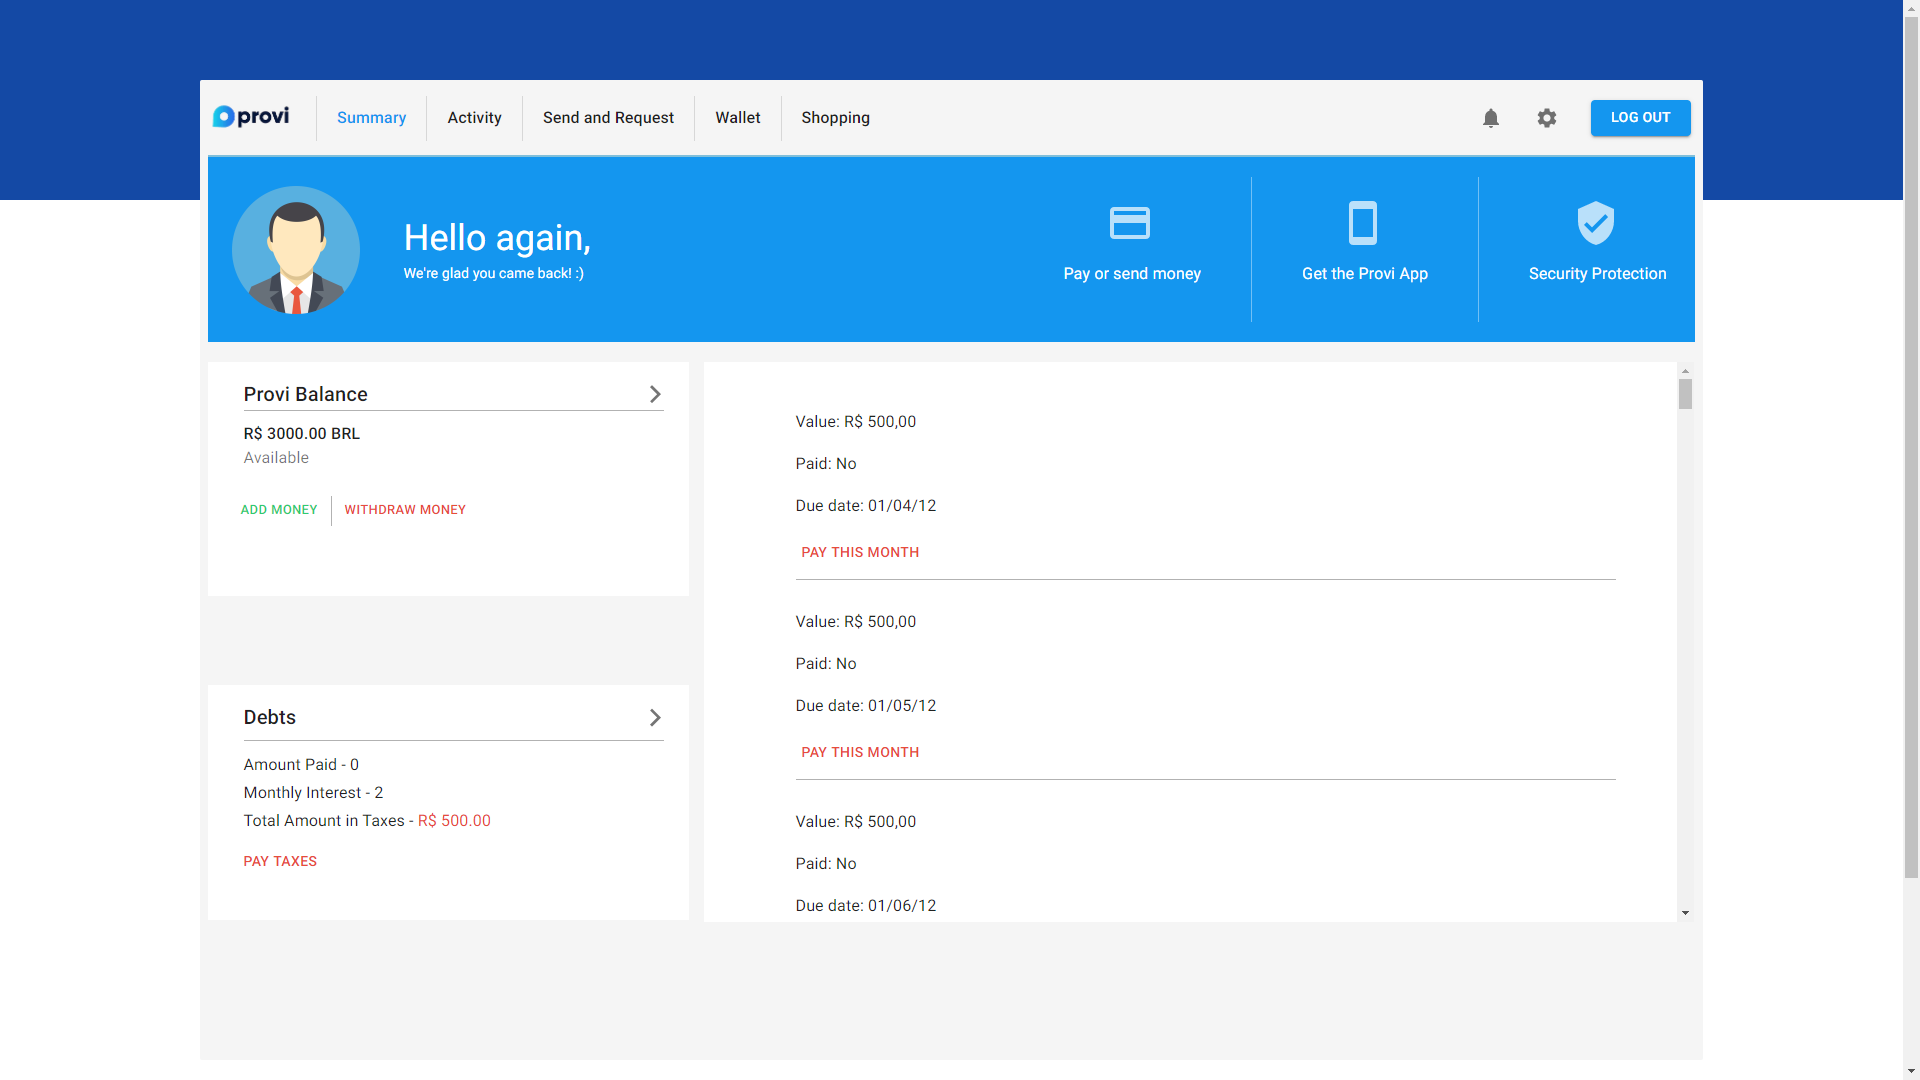 provi
Summary
Activity
Send and Request
Wallet
Shopping
LOG OUT
Hello again,
We're glad you came back! :)
Pay or send money
Get the Provi App
Security Protection
Provi Balance
R$ 3000.00 BRL
Available
ADD MONEY
WITHDRAW MONEY
Debts
Amount Paid - 0
Monthly Interest - 2
Total Amount in Taxes - R$ 500.00
PAY TAXES
Value: R$ 500,00
Paid: No
Due date: 01/04/12
PAY THIS MONTH
Value: R$ 500,00
Paid: No
Due date: 01/05/12
PAY THIS MONTH
Value: R$ 500,00
Paid: No
Due date: 01/06/12